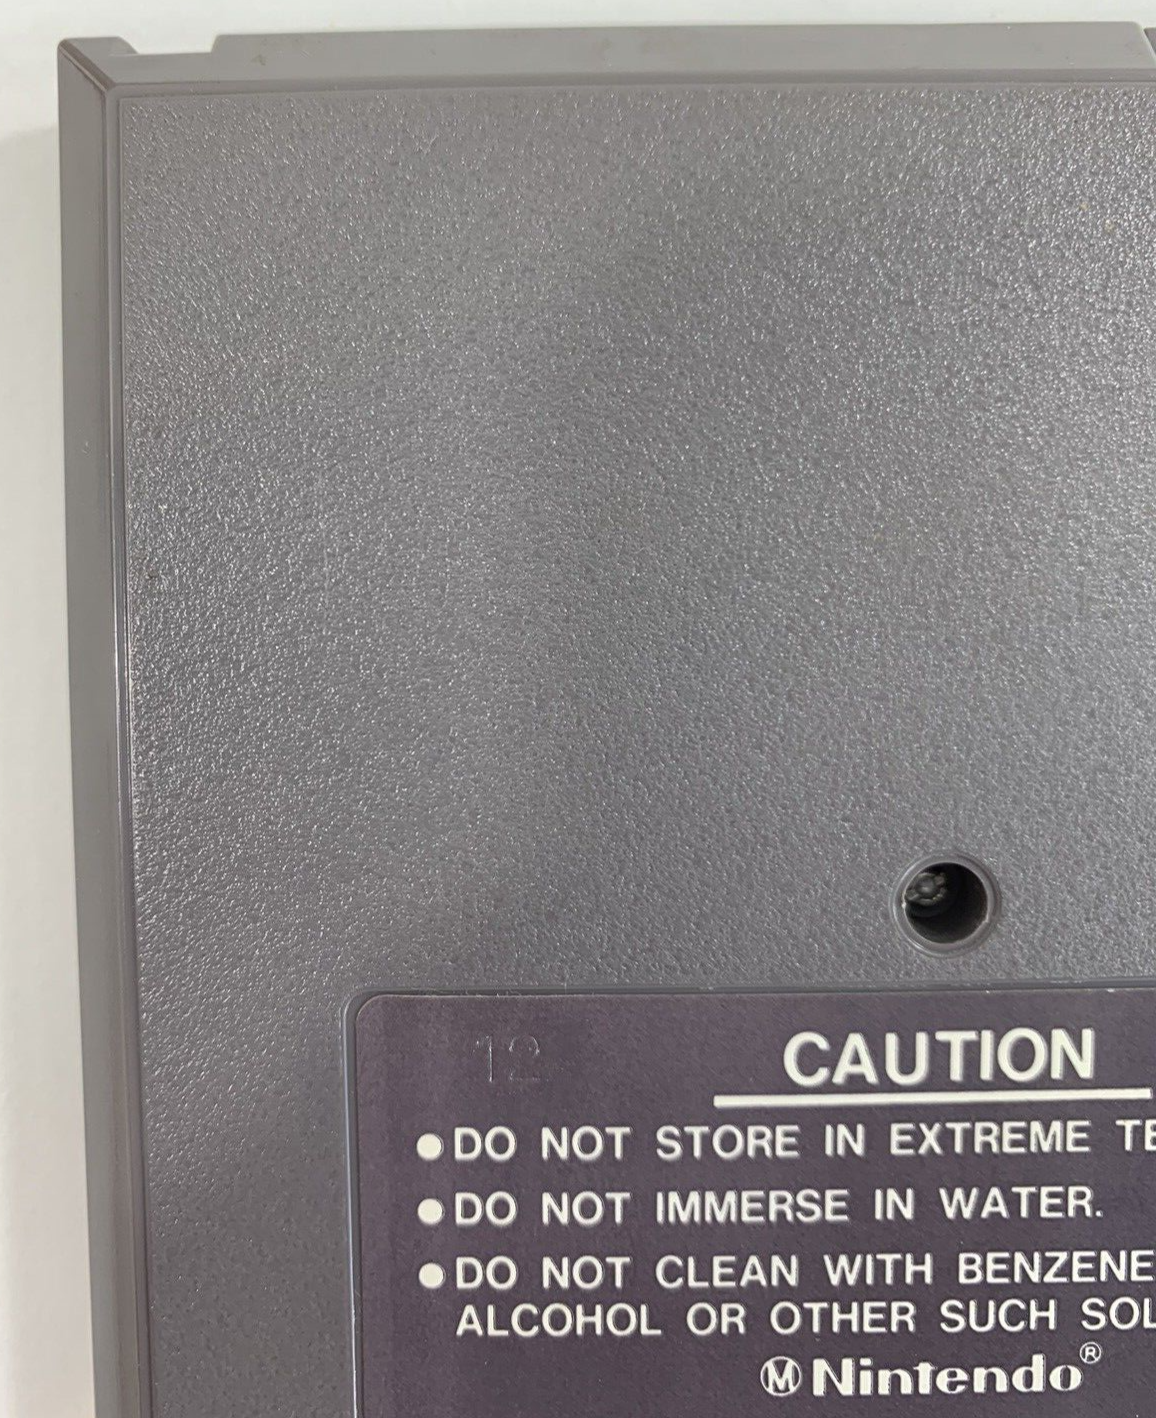 12
CAUTION
●DO NOT STORE IN EXTREME TE
●DO NOT IMMERSE IN WATER.
●DO NOT CLEAN WITH BENZENE
ALCOHOL OR OTHER SUCH SOL
Ⓜ Nintendo®